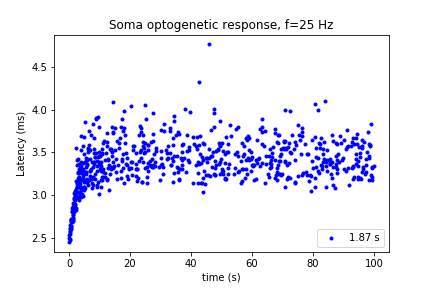 Soma optogenetic response, f=25 Hz
Latency (ms)
4.5
4.0
3.5
3.0
2.5
1.87 s
0 20 40 60 80 100
time (s)